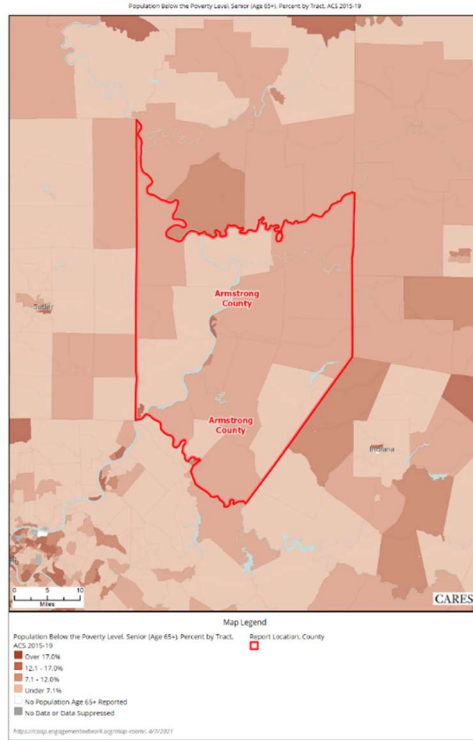 Population Below the Poverty Level, Senior (Age 65+), Percent by Tract, ACS 2015-19
Armstrong
County
Butler
Armstrong
County
Indiana
0 5 10
Miles
CARES
Map Legend
Population Below the Poverty Level, Senior (Age 65+), Percent by Tract,
ACS 2015-19
Over 17.0%
12.1 - 17.0%
7.1 - 12.0%
Under 7.1%
No Population Age 65+ Reported
No Data or Data Suppressed
Report Location, County